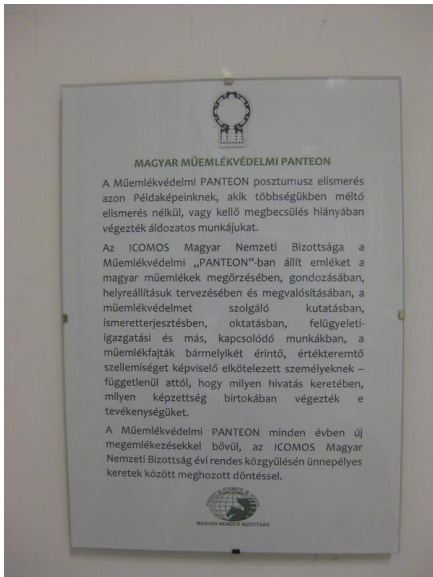 MAGYAR MŰEMLÉKVÉDELMI PANTEON
A Műemlékvédelmi PANTEON posztumusz elismerés
azon Példaképeinknek, akik többségükben méltó
elismerés nélkül, vagy kellő megbecsülés hiányában
végezték áldozatos munkájukat.
Az ICOMOS Magyar Nemzeti Bizottsága a
Műemlékvédelmi „PANTEON"-ban állít emléket a
magyar műemlékek megőrzésében, gondozásában,
helyreállításuk tervezésében és megvalósításában, a
műemlékvédelmet szolgáló kutatásban,
ismeretterjesztésben, oktatásban, felügyeleti-
igazgatási és más, kapcsolódó munkákban, a
műemlékfajták bármelyikét érintő, értékteremtő
szellemiséget képviselő elkötelezett személyeknek –
függetlenül attól, hogy milyen hivatás keretében,
milyen képzettség birtokában végezték e
tevékenységüket.
A Műemlékvédelmi PANTEON minden évben új
megemlékezésekkel bővül, az ICOMOS Magyar
Nemzeti Bizottság évi rendes közgyűlésén ünnepélyes
keretek között meghozott döntéssel.
ICOMOS
MAGYAR NEMZETI BIZOTTSÁG